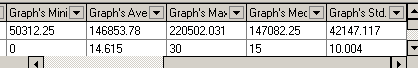 Graph's Mini Graph's Ave Graph's Max Graph's Med Graph's Std.
50312.25 146853.78 220502.031 147082.25 42147.117
0 14.615 30 15 10.004